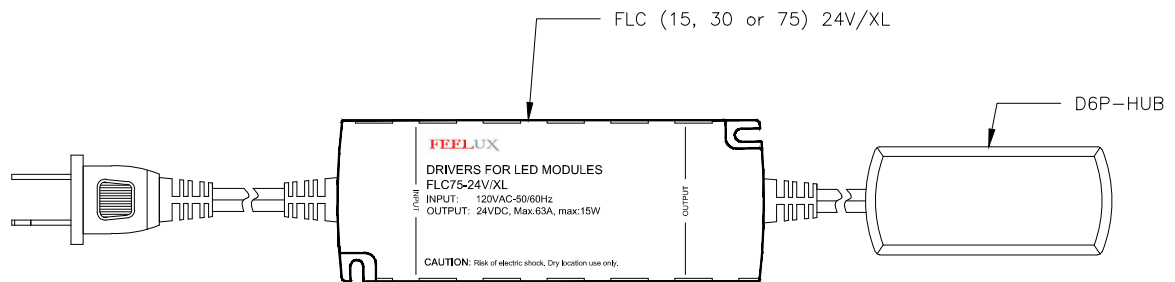 FLC (15, 30 or 75) 24V/XL
D6P-HUB
FEELUX
DRIVERS FOR LED MODULES
FLC75-24V/XL
INPUT: 120VAC-50/60Hz
OUTPUT: 24VDC, Max.63A, max:15W
INPUT
OUTPUT
CAUTION: Risk of electric shock. Dry location use only.